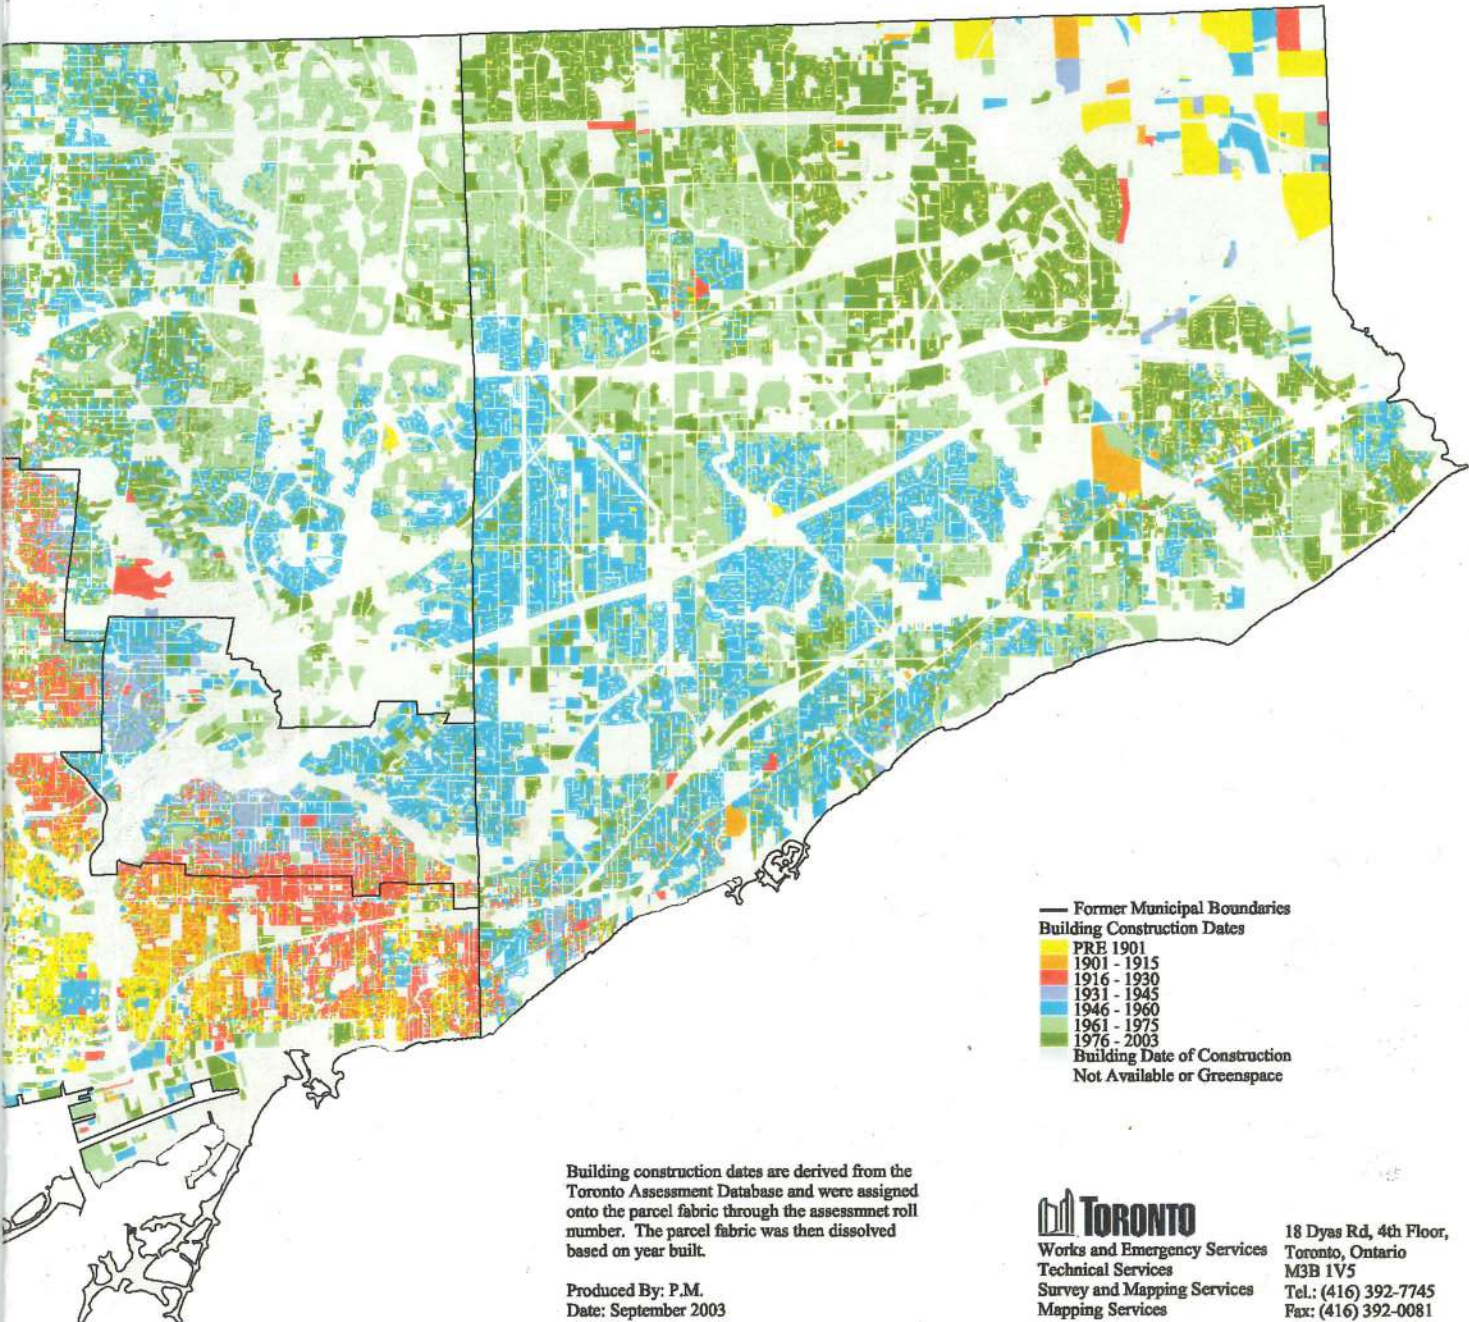 Former Municipal Boundaries
Building Construction Dates
PRE 1901
1901 - 1915
1916 - 1930
1931 - 1945
1946 - 1960
1961 - 1975
1976 - 2003
Building Date of Construction
Not Available or Greenspace
Building construction dates are derived from the
Toronto Assessment Database and were assigned
onto the parcel fabric through the assessmnet roll
number. The parcel fabric was then dissolved
based on year built.
Produced By: P.M.
Date: September 2003
TORONTO
Works and Emergency Services
Technical Services
Survey and Mapping Services
Mapping Services
18 Dyas Rd, 4th Floor,
Toronto, Ontario
M3B 1V5
Tel.: (416) 392-7745
Fax: (416) 392-0081